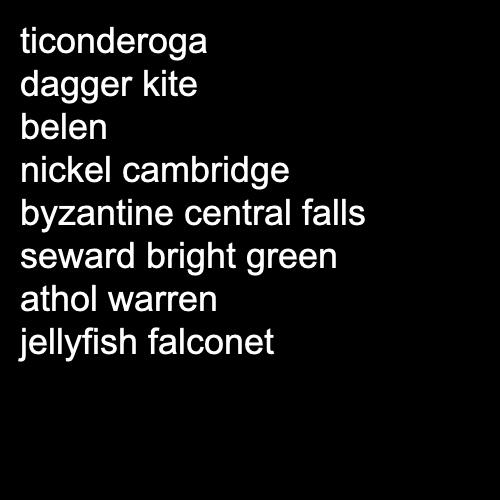 ticonderoga
dagger kite
belen
nickel cambridge
byzantine central falls
seward bright green
athol warren
jellyfish falconet